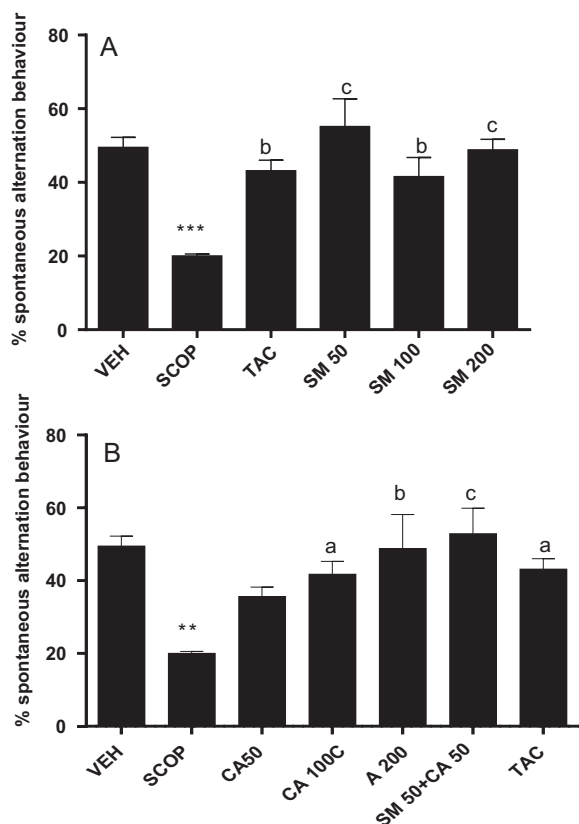 A
% spontaneous alternation behaviour
80
60
40
20
0
***
b
c
b
c
VEH
SCOP
TAC
SM 50
SM 100
SM 200
B
% spontaneous alternation behaviour
80
60
40
20
0
**
a
b
c
a
VEH
SCOP
CA50
CA 100C
A 200
SM 50+CA 50
TAC